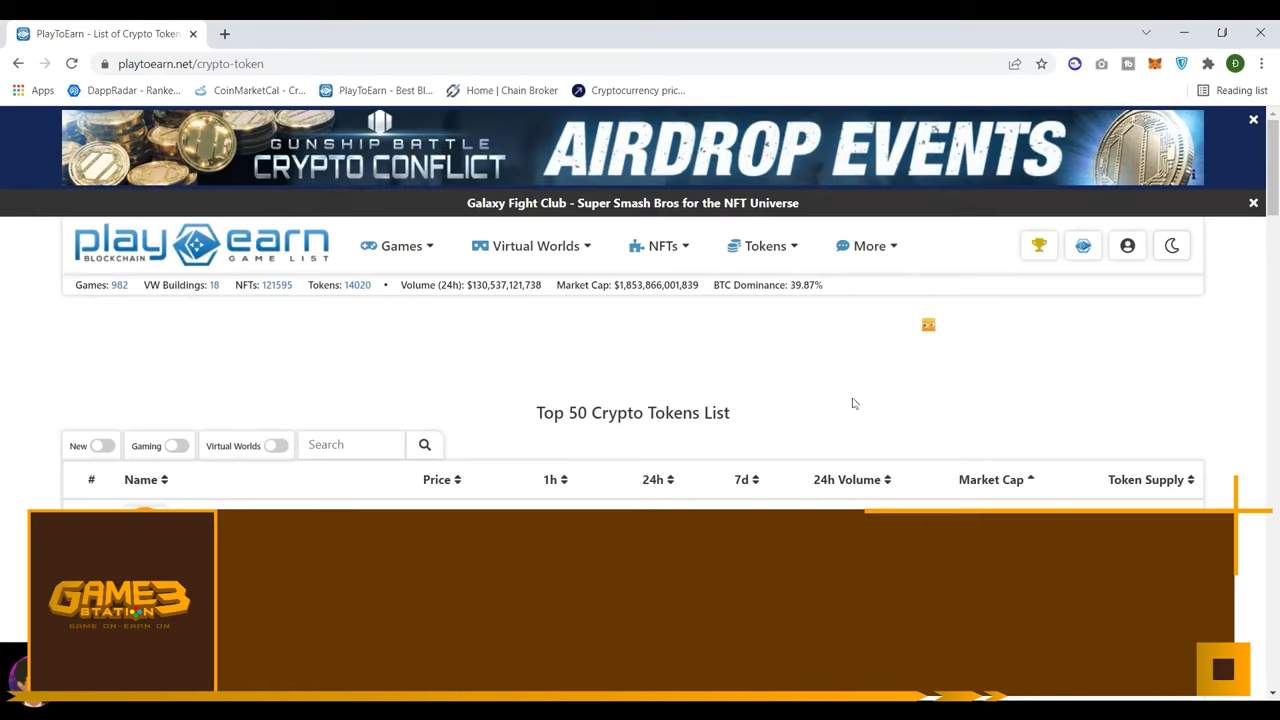 PlayToEarn - List of Crypto Token
playtoearn.net/crypto-token
Đ
Apps
DappRadar - Ranke...
CoinMarketCal - Cr...
PlayToEarn - Best Bl...
Home | Chain Broker
Cryptocurrency pric...
Reading list
GUNSHIP BATTLE
CRYPTO CONFLICT
AIRDROP EVENTS
Galaxy Fight Club - Super Smash Bros for the NFT Universe
play earn
BLOCKCHAIN GAME LIST
Games
Virtual Worlds
NFTs
Tokens
More
Games: 982 VW Buildings: 18 NFTs: 121595 Tokens: 14020 • Volume (24h): $130,537,121,738 Market Cap: $1,853,866,001,839 BTC Dominance: 39.87%
Top 50 Crypto Tokens List
New
Gaming
Virtual Worlds
Search
# Name Price 1h 24h 7d 24h Volume Market Cap Token Supply
GAME3
STATION
GAME ON-EARN ON